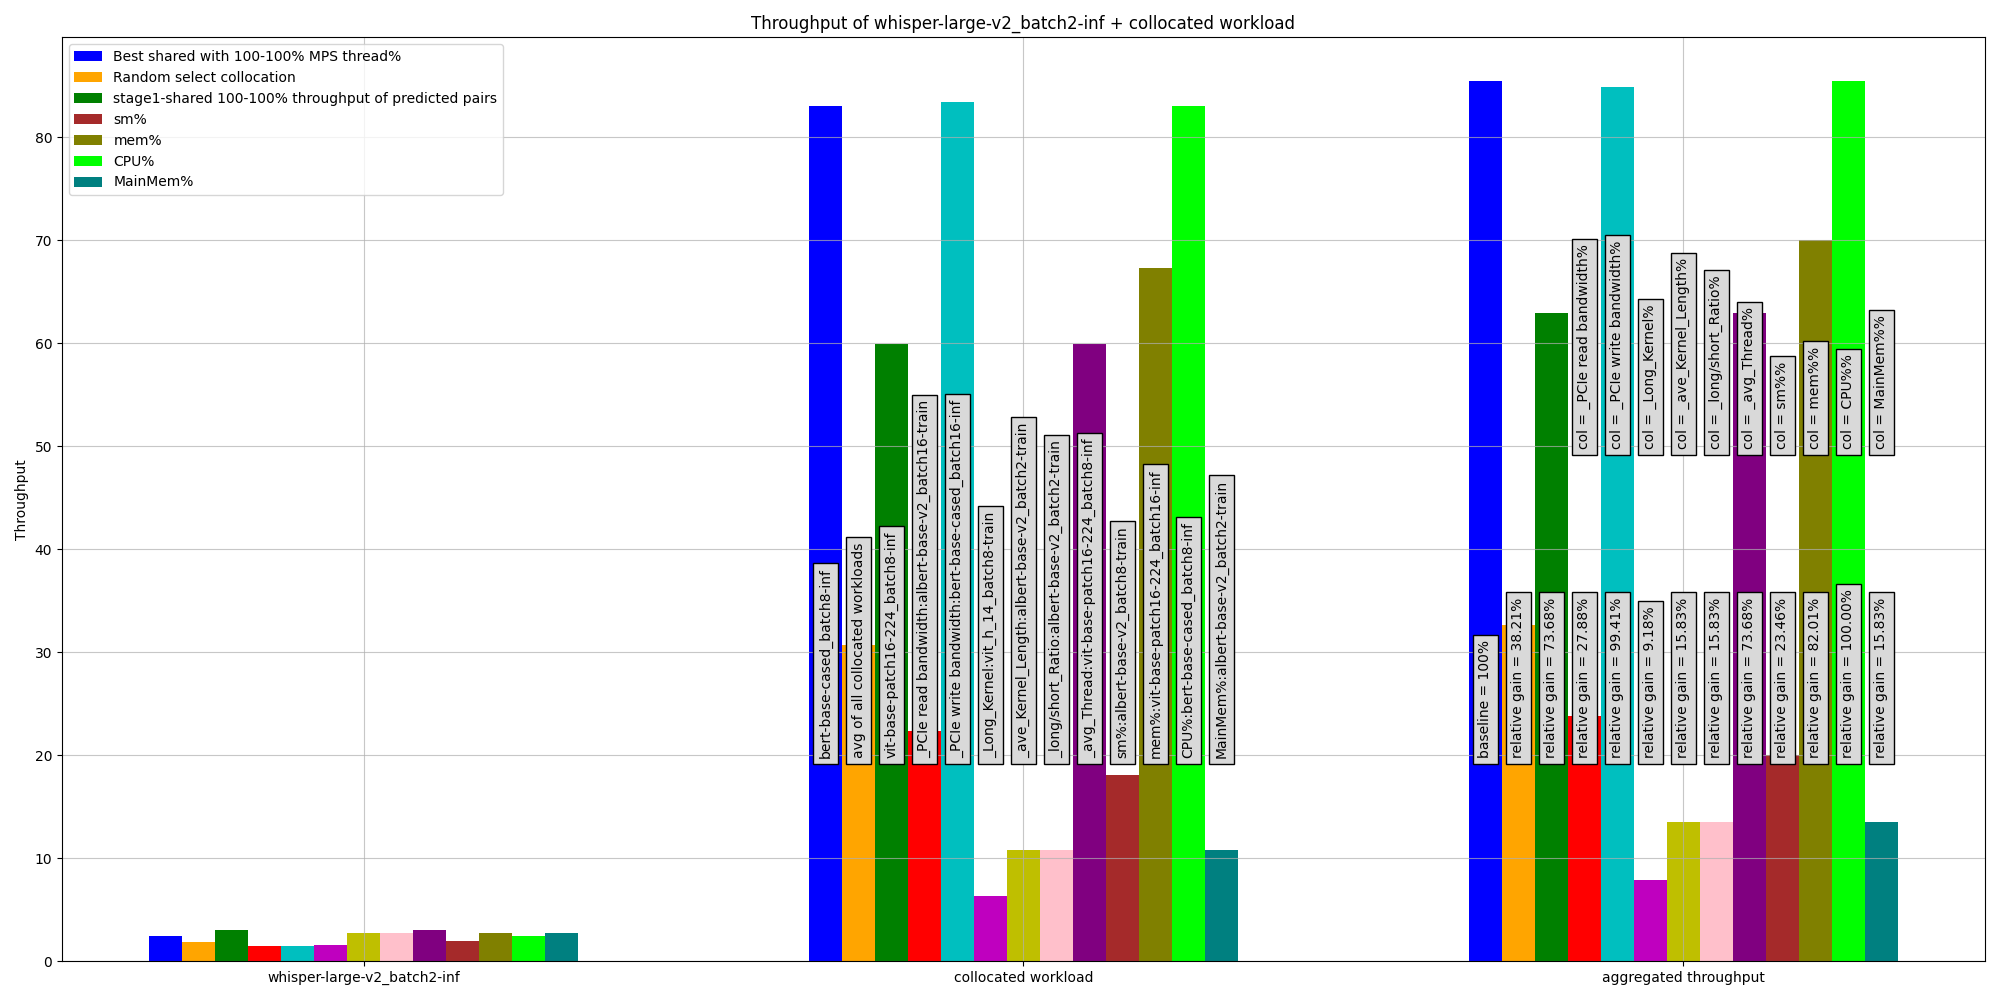 Throughput of whisper-large-v2_batch2-inf + collocated workload
Best shared with 100-100% MPS thread%
Random select collocation
stage1-shared 100-100% throughput of predicted pairs
sm%
mem%
CPU%
MainMem%
Throughput
80
70
60
50
40
30
20
10
0
bert-base-cased_batch8-inf
avg of all collocated workloads
vit-base-patch16-224_batch8-inf
_PCIe read bandwidth:albert-base-v2_batch16-train
_PCIe write bandwidth:bert-base-cased_batch16-inf
_Long_Kernel:vit_h_14_batch8-train
_ave_Kernel_Length:albert-base-v2_batch2-train
_long/short_Ratio:albert-base-v2_batch2-train
_avg_Thread:vit-base-patch16-224_batch8-inf
sm%:albert-base-v2_batch8-train
mem%:vit-base-patch16-224_batch16-inf
CPU%:bert-base-cased_batch8-inf
MainMem%:albert-base-v2_batch2-train
col = _PCIe read bandwidth%
col = _PCIe write bandwidth%
col = _Long_Kernel%
col = _ave_Kernel_Length%
col = _long/short_Ratio%
col = _avg_Thread%
col = sm%%
col = mem%%
col = CPU%%
col = MainMem%%
baseline = 100%
relative gain = 38.21%
relative gain = 73.68%
relative gain = 27.88%
relative gain = 99.41%
relative gain = 9.18%
relative gain = 15.83%
relative gain = 15.83%
relative gain = 73.68%
relative gain = 23.46%
relative gain = 82.01%
relative gain = 100.00%
relative gain = 15.83%
whisper-large-v2_batch2-inf
collocated workload
aggregated throughput